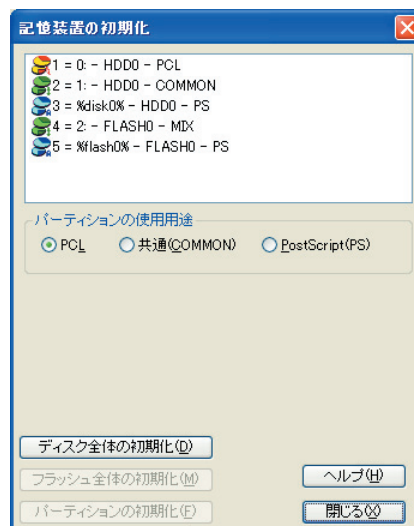 記憶装置の初期化
1 = 0: - HDD0 - PCL
2 = 1: - HDD0 - COMMON
3 = %disk0% - HDD0 - PS
4 = 2: - FLASH0 - MIX
5 = %flash0% - FLASH0 - PS
パーティションの使用用途
PCL 共通(COMMON) PostScript(PS)
ディスク全体の初期化(D)
フラッシュ全体の初期化(M) ヘルプ(H)
パーティションの初期化(F) 閉じる(X)